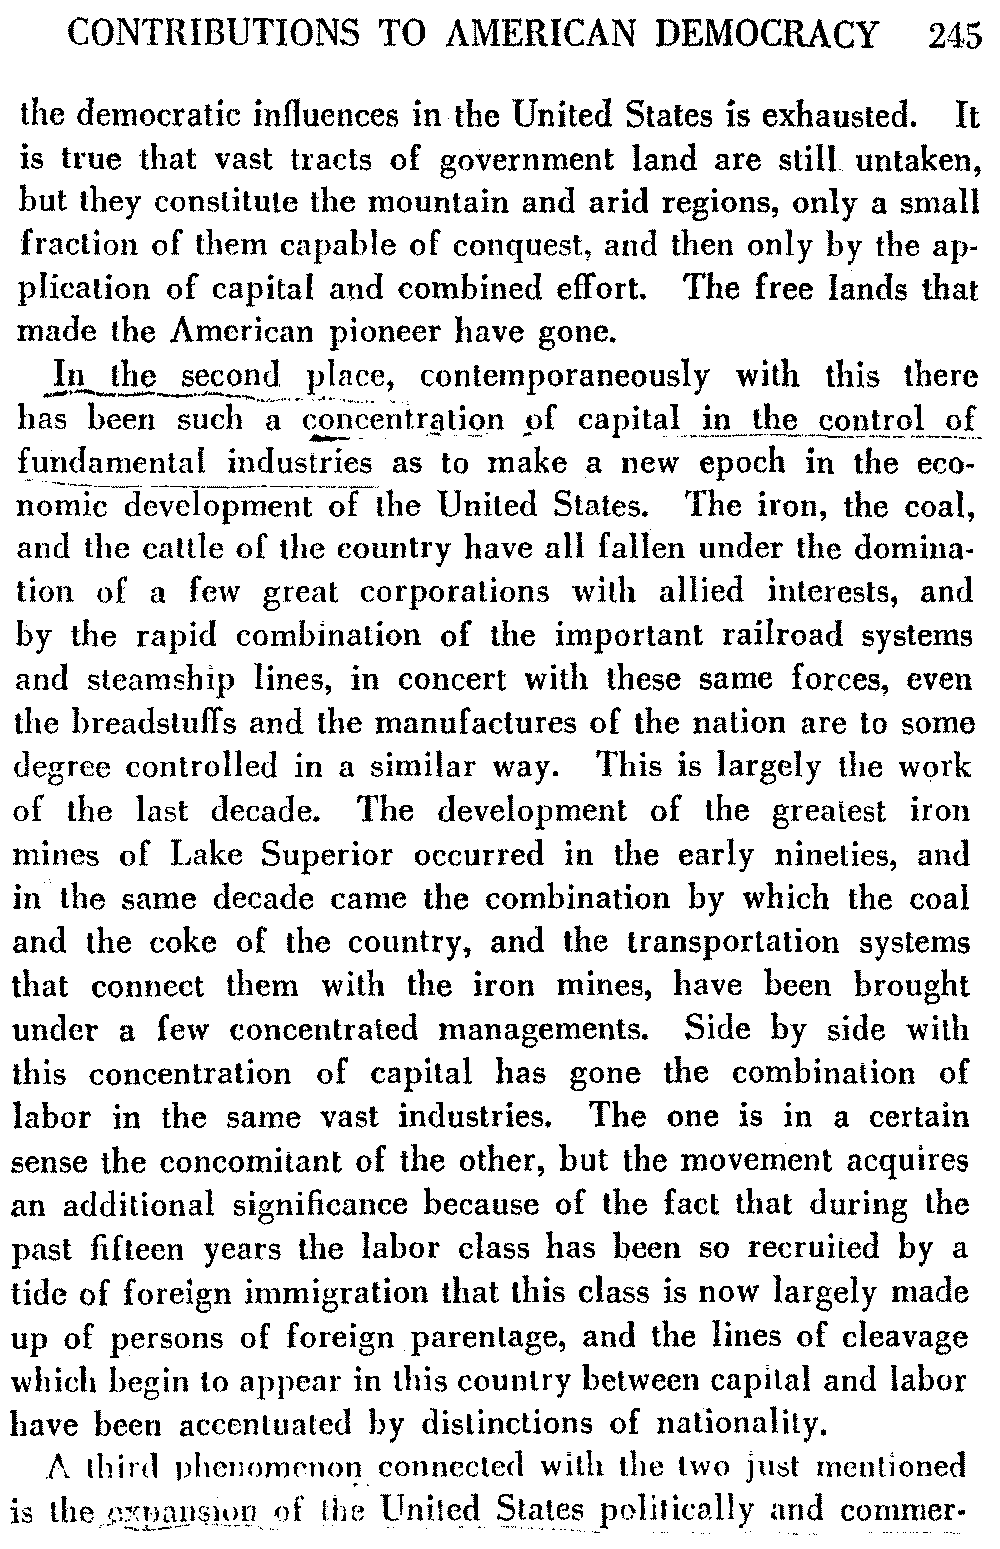 CONTRIBUTIONS TO AMERICAN DEMOCRACY 245
the democratic influences in the United States is exhausted. It
is true that vast tracts of government land are still untaken,
but they constitute the mountain and arid regions, only a small
fraction of them capable of conquest, and then only by the ap-
plication of capital and combined effort. The free lands that
made the American pioneer have gone.
In the second place, contemporaneously with this there
has been such a concentration of capital in the control of
fundamental industries as to make a new epoch in the eco-
nomic development of the United States. The iron, the coal,
and the cattle of the country have all fallen under the domina-
tion of a few great corporations with allied interests, and
by the rapid combination of the important railroad systems
and steamship lines, in concert with these same forces, even
the breadstuffs and the manufactures of the nation are to some
degree controlled in a similar way. This is largely the work
of the last decade. The development of the greatest iron
mines of Lake Superior occurred in the early nineties, and
in the same decade came the combination by which the coal
and the coke of the country, and the transportation systems
that connect them with the iron mines, have been brought
under a few concentrated managements. Side by side with
this concentration of capital has gone the combination of
labor in the same vast industries. The one is in a certain
sense the concomitant of the other, but the movement acquires
an additional significance because of the fact that during the
past fifteen years the labor class has been so recruited by a
tide of foreign immigration that this class is now largely made
up of persons of foreign parentage, and the lines of cleavage
which begin to appear in this country between capital and labor
have been accentuated by distinctions of nationality.
A third phenomenon connected with the two just mentioned
is the expansion of the United States politically and commer-